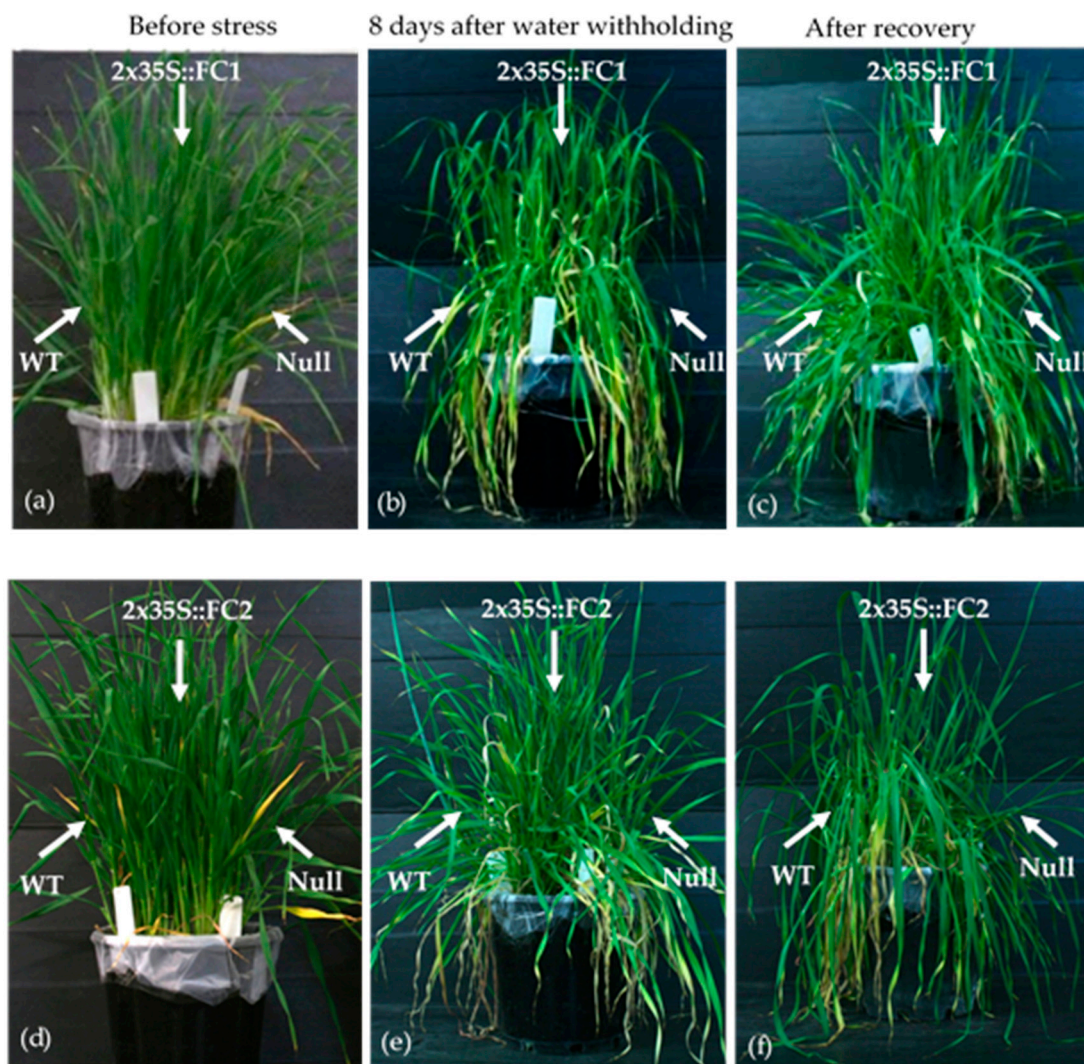 Before stress
8 days after water withholding
After recovery
2x35S::FC1
2x35S::FC1
2x35S::FC1
WT
Null
WT
Null
WT
Null
(a)
(b)
(c)
2x35S::FC2
2x35S::FC2
2x35S::FC2
WT
Null
WT
Null
WT
Null
(d)
(e)
(f)